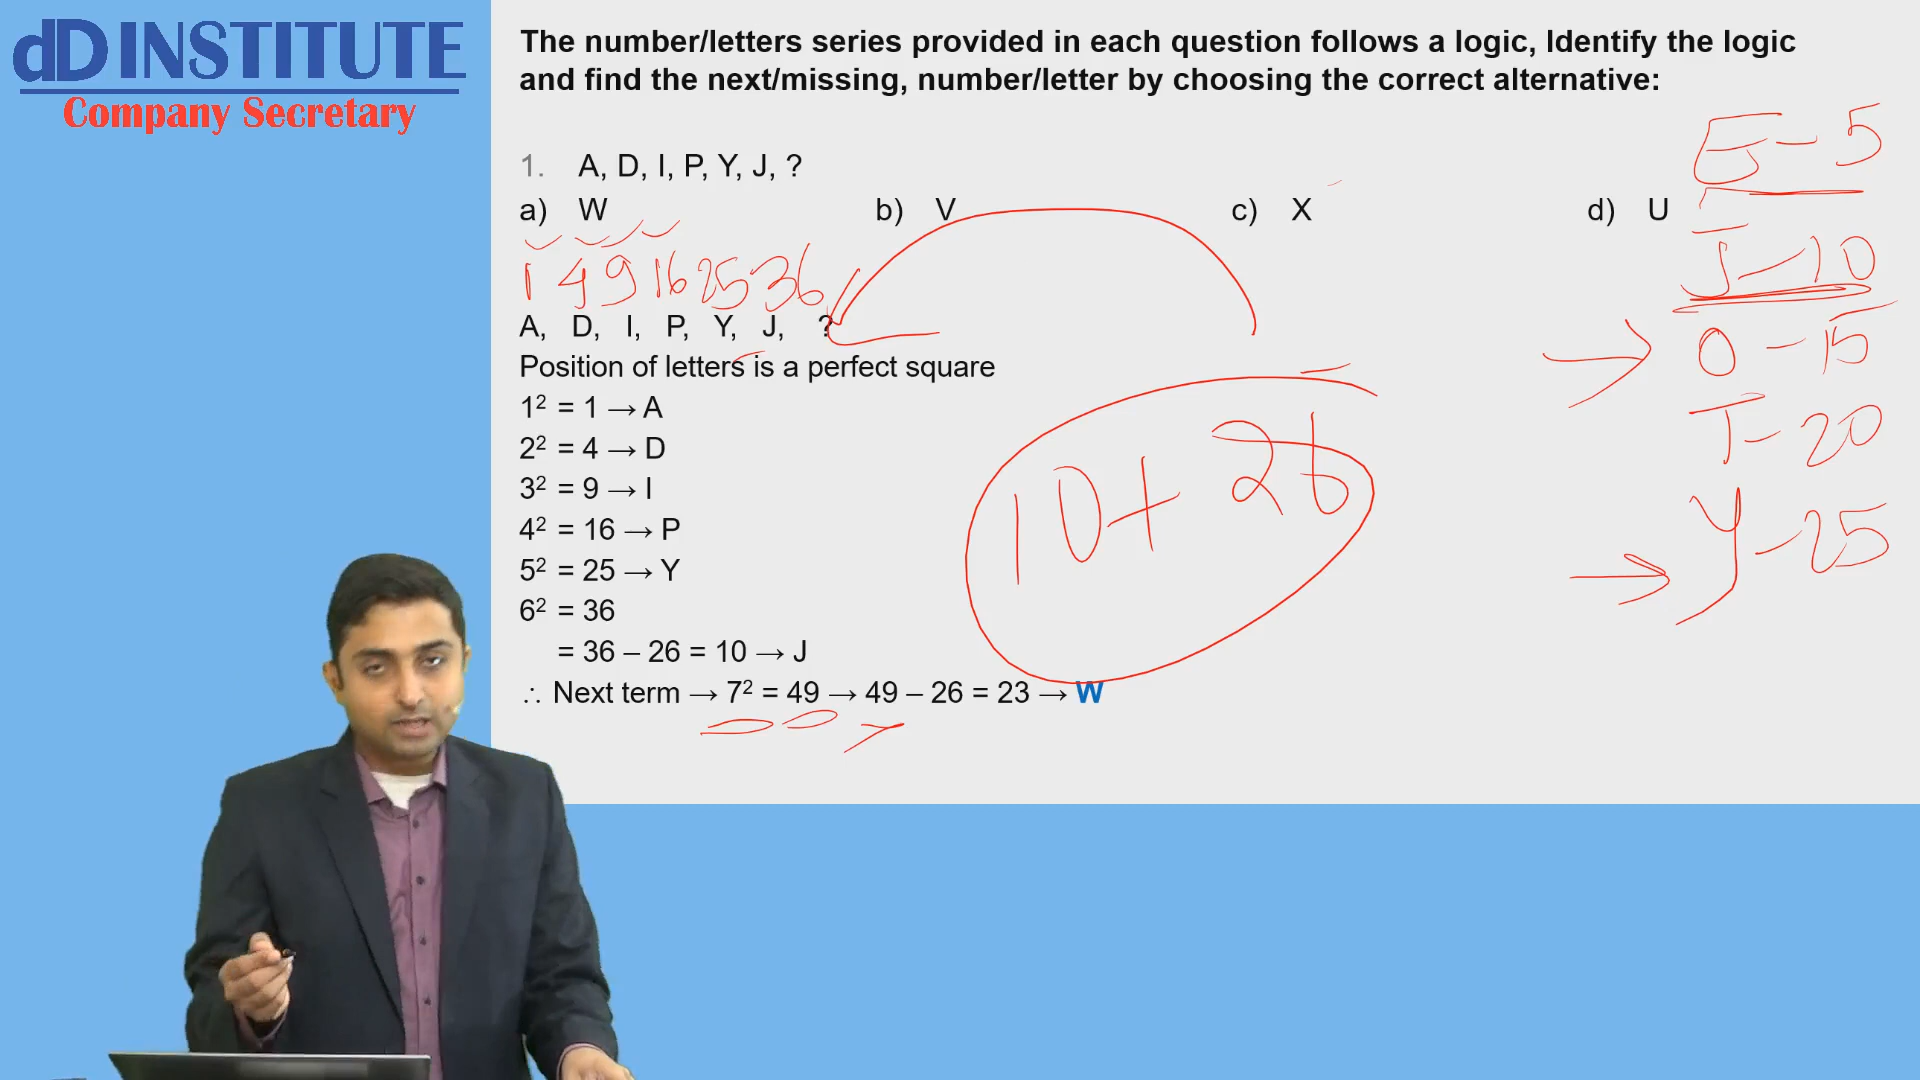 dD INSTITUTE
Company Secretary
The number/letters series provided in each question follows a logic, Identify the logic
and find the next/missing, number/letter by choosing the correct alternative:
1. A, D, I, P, Y, J, ?
a) W b) V c) X d) U
1 4 9 16 25 36
A, D, I, P, Y, J, ?
Position of letters is a perfect square
1² = 1 → A
2² = 4 → D
3² = 9 → I
4² = 16 → P
5² = 25 → Y
6² = 36
= 36 – 26 = 10 → J
∴ Next term → 7² = 49 → 49 – 26 = 23 → W
10 + 26
E – 5
J – 10
O – 15
T – 20
Y – 25